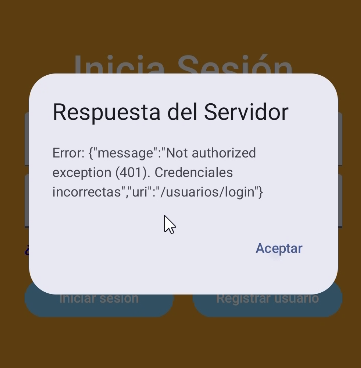 Inicia Sesión
Respuesta del Servidor
Error: {"message":"Not authorized
exception (401). Credenciales
incorrectas","uri":"/usuarios/login"}
Aceptar
¿
Iniciar sesión
Registrar usuario